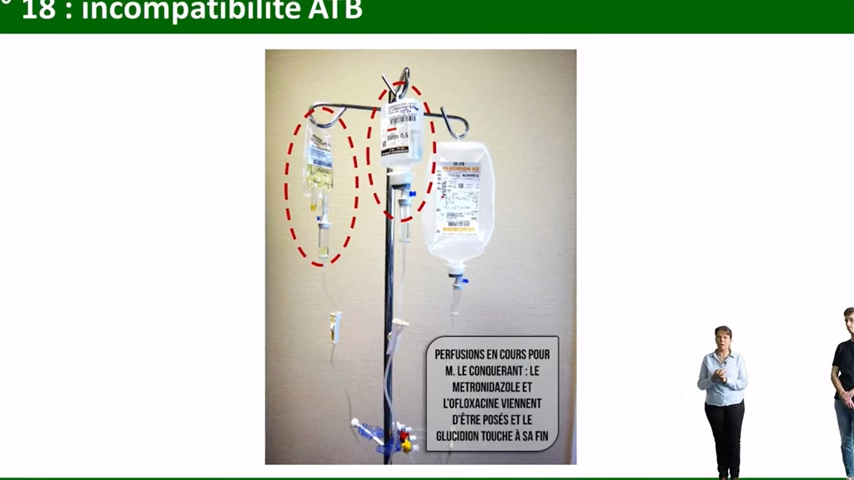 ° 18 : incompatibilité ATB
GLUCIDION G5
PERFUSIONS EN COURS POUR
M. LE CONQUERANT : LE
METRONIDAZOLE ET
L'OFLOXACINE VIENNENT
D'ÊTRE POSÉS ET LE
GLUCIDION TOUCHE À SA FIN